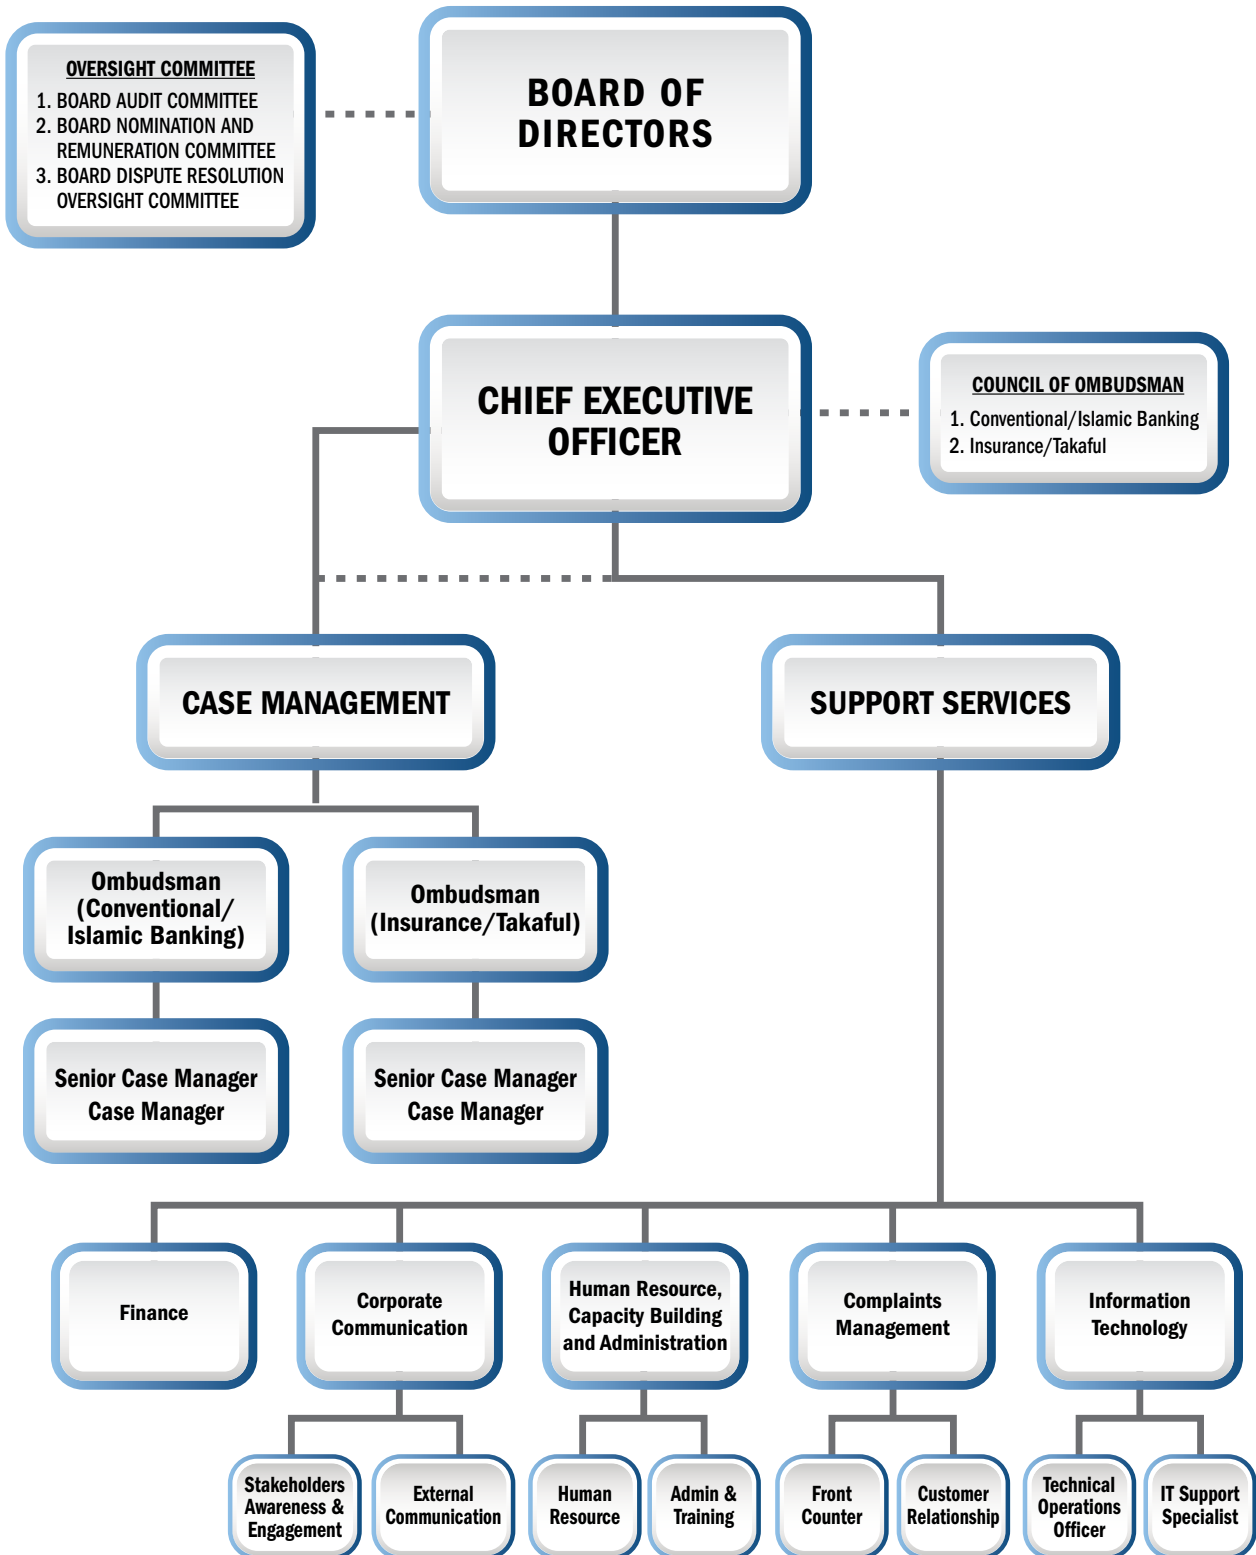 OVERSIGHT COMMITTEE
1. BOARD AUDIT COMMITTEE
2. BOARD NOMINATION AND
REMUNERATION COMMITTEE
3. BOARD DISPUTE RESOLUTION
OVERSIGHT COMMITTEE
BOARD OF
DIRECTORS
CHIEF EXECUTIVE
OFFICER
COUNCIL OF OMBUDSMAN
1. Conventional/Islamic Banking
2. Insurance/Takaful
CASE MANAGEMENT
SUPPORT SERVICES
Ombudsman
(Conventional/
Islamic Banking)
Ombudsman
(Insurance/Takaful)
Senior Case Manager
Case Manager
Senior Case Manager
Case Manager
Finance
Corporate
Communication
Human Resource,
Capacity Building
and Administration
Complaints
Management
Information
Technology
Stakeholders
Awareness &
Engagement
External
Communication
Human
Resource
Admin &
Training
Front
Counter
Customer
Relationship
Technical
Operations
Officer
IT Support
Specialist